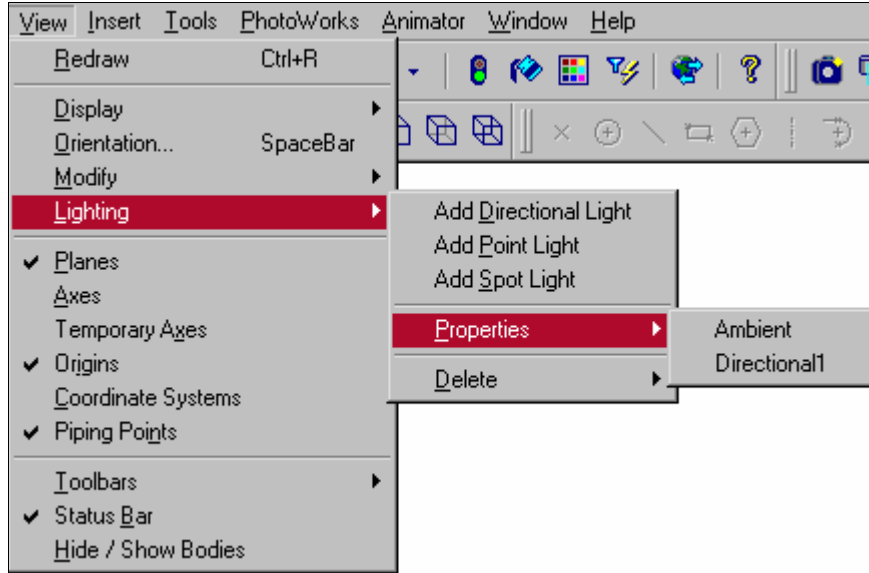 View Insert Tools PhotoWorks Animator Window Help
Redraw Ctrl+R
Display
Orientation... SpaceBar
Modify
Lighting
Planes
Axes
Temporary Axes
Origins
Coordinate Systems
Piping Points
Toolbars
Status Bar
Hide / Show Bodies
Add Directional Light
Add Point Light
Add Spot Light
Properties
Delete
Ambient
Directional1